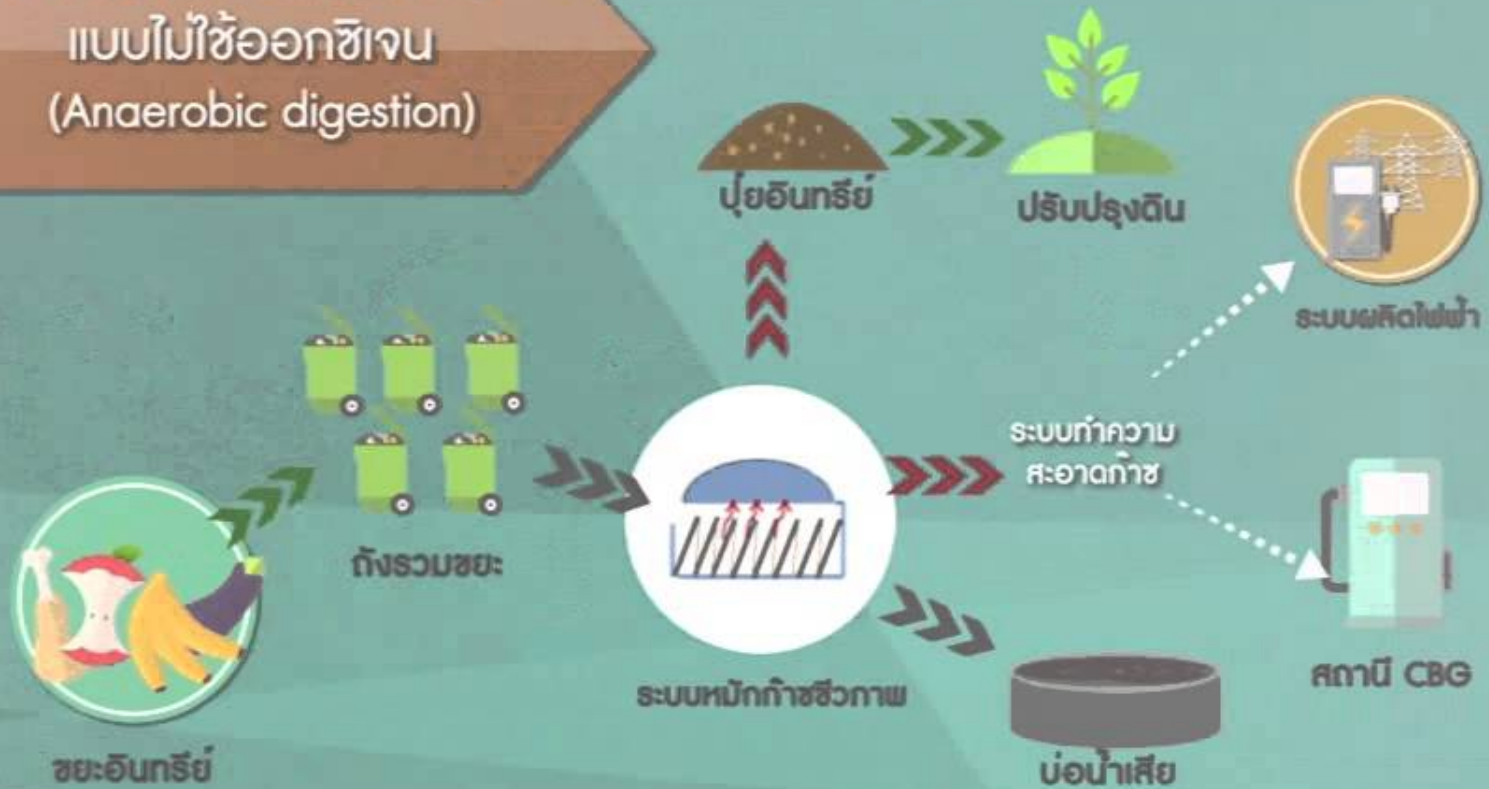 แบบไม่ใช้ออกซิเจน
(Anaerobic digestion)
ปุ๋ยอินทรีย์
ปรับปรุงดิน
ระบบผลิตไฟฟ้า
ระบบทำความ
สะอาดก๊าซ
ถังรวมขยะ
ระบบหมักก๊าซชีวภาพ
สถานี CBG
ขยะอินทรีย์
บ่อน้ำเสีย